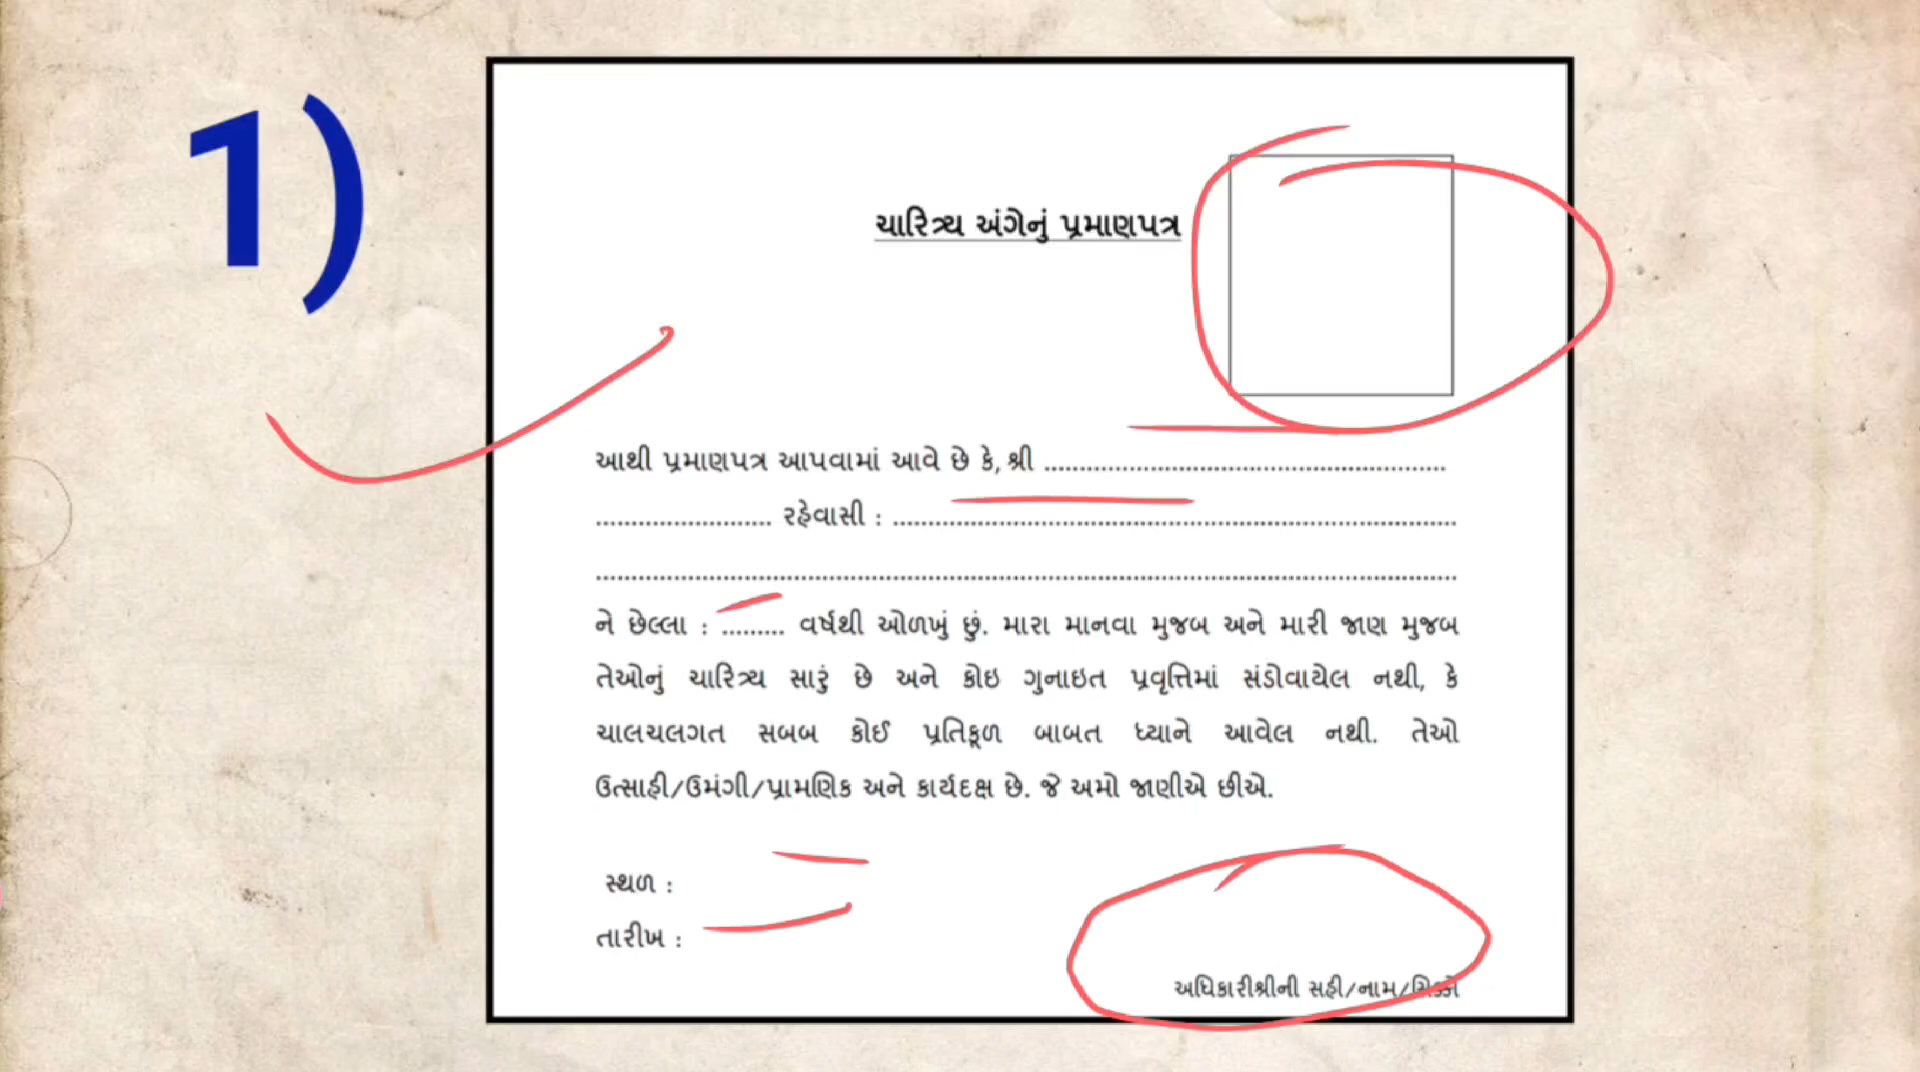 1)
ચારિત્ર્ય અંગેનું પ્રમાણપત્ર
આથી પ્રમાણપત્ર આપવામાં આવે છે કે, શ્રી ..........................................................
......................... રહેવાસી : ................................................................................
..........................................................................................................................
ને છેલ્લા : ......... વર્ષથી ઓળખું છું. મારા માનવા મુજબ અને મારી જાણ મુજબ
તેઓનું ચારિત્ર્ય સારું છે અને કોઇ ગુનાઇત પ્રવૃત્તિમાં સંડોવાયેલ નથી, કે
ચાલચલગત સબબ કોઈ પ્રતિકૂળ બાબત ધ્યાને આવેલ નથી. તેઓ
ઉત્સાહી/ઉમંગી/પ્રામણિક અને કાર્યદક્ષ છે. જે અમો જાણીએ છીએ.
સ્થળ :
તારીખ :
અધિકારીશ્રીની સહી/નામ/સિક્કો